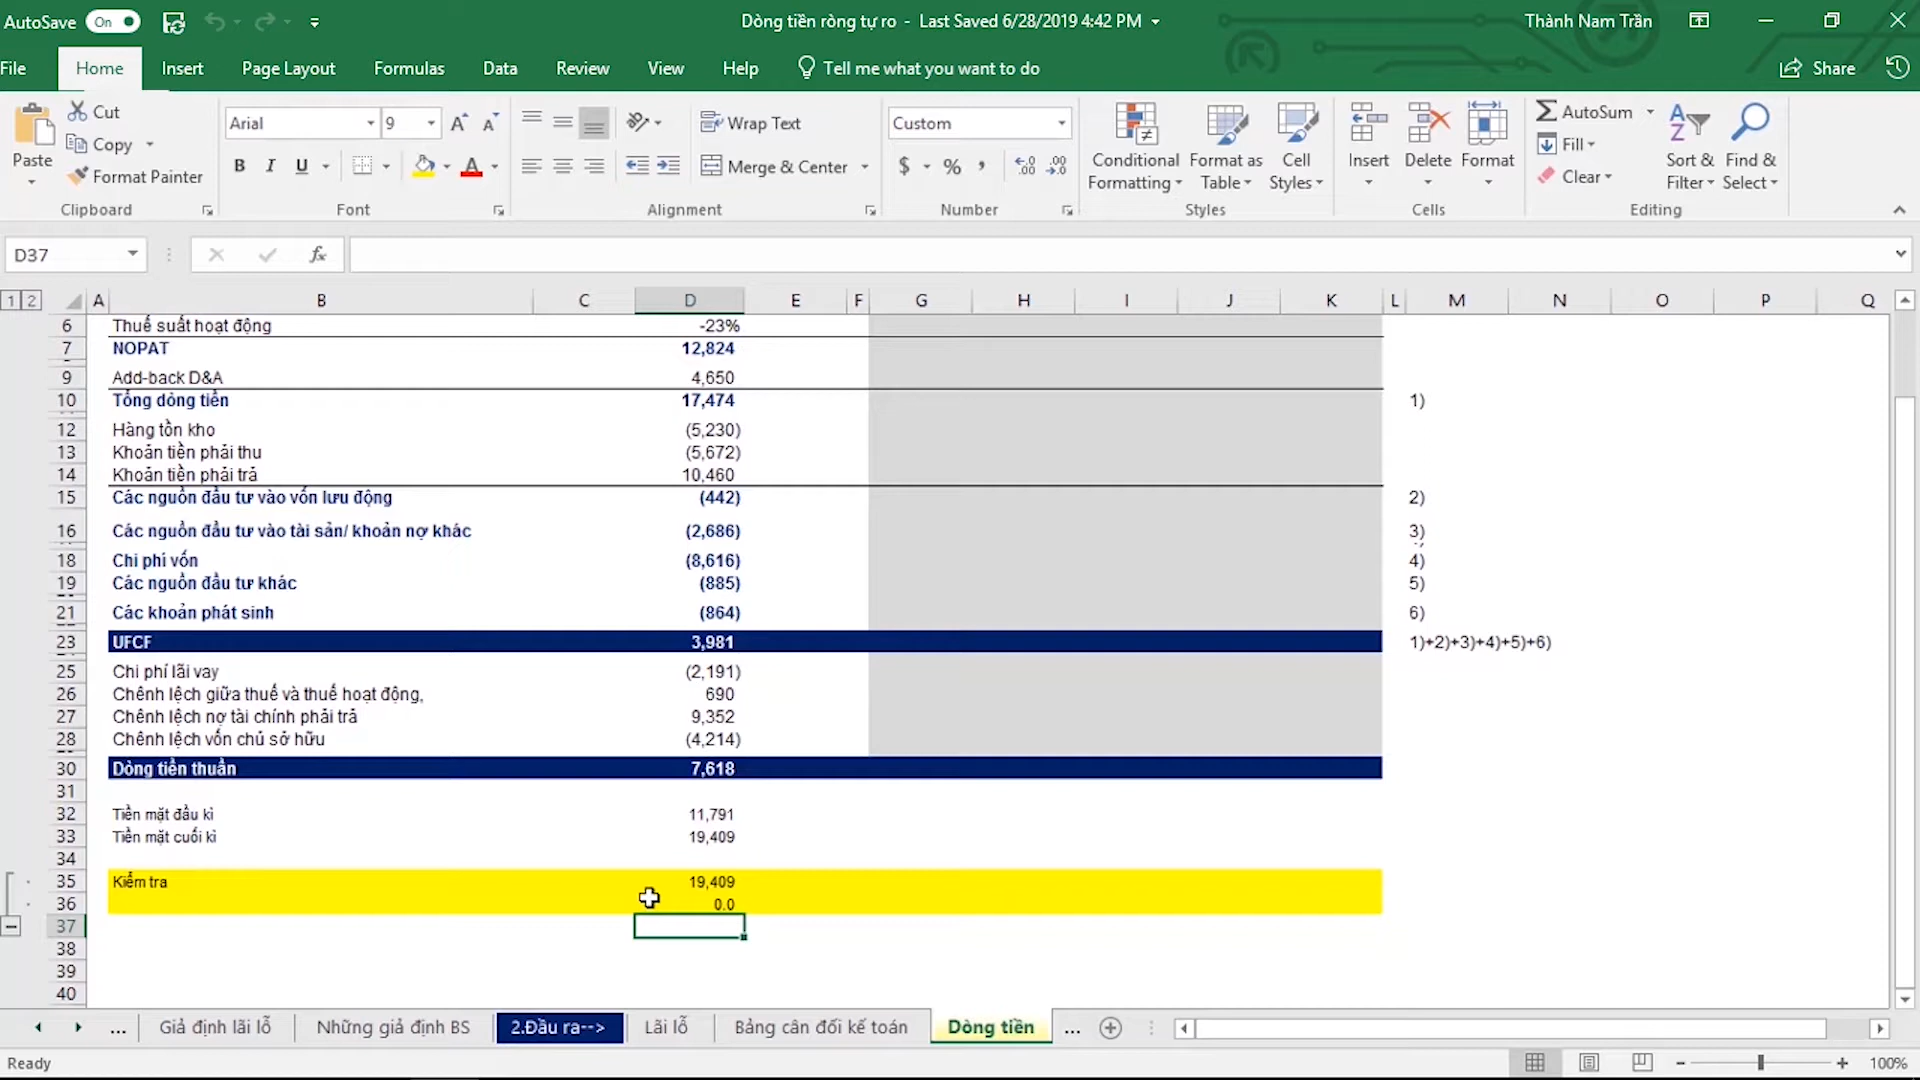 AutoSave On Dòng tiền ròng tự ro - Last Saved 6/28/2019 4:42 PM Thành Nam Trần
File Home Insert Page Layout Formulas Data Review View Help Tell me what you want to do Share
Paste Cut Copy Format Painter
Arial 9 B I U
Wrap Text Merge & Center
Custom $ %
Conditional Formatting Format as Table Cell Styles
Insert Delete Format
AutoSum Fill Clear Sort & Filter Find & Select
Clipboard Font Alignment Number Styles Cells Editing
D37 fx
1 2 A B C D E F G H I J K L M N O P Q
6 Thuế suất hoạt động -23%
7 NOPAT 12,824
9 Add-back D&A 4,650
10 Tổng dòng tiền 17,474 1)
12 Hàng tồn kho (5,230)
13 Khoản tiền phải thu (5,672)
14 Khoản tiền phải trả 10,460
15 Các nguồn đầu tư vào vốn lưu động (442) 2)
16 Các nguồn đầu tư vào tài sản/ khoản nợ khác (2,686) 3)
18 Chi phí vốn (8,616) 4)
19 Các nguồn đầu tư khác (885) 5)
21 Các khoản phát sinh (864) 6)
23 UFCF 3,981 1)+2)+3)+4)+5)+6)
25 Chi phí lãi vay (2,191)
26 Chênh lệch giữa thuế và thuế hoạt động, 690
27 Chênh lệch nợ tài chính phải trả 9,352
28 Chênh lệch vốn chủ sở hữu (4,214)
30 Dòng tiền thuần 7,618
31
32 Tiền mặt đầu kì 11,791
33 Tiền mặt cuối kì 19,409
34
35 Kiểm tra 19,409
36 0.0
37
38
39
40
... Giả định lãi lỗ Những giả định BS 2.Đầu ra--> Lãi lỗ Bảng cân đối kế toán Dòng tiền ...
Ready 100%